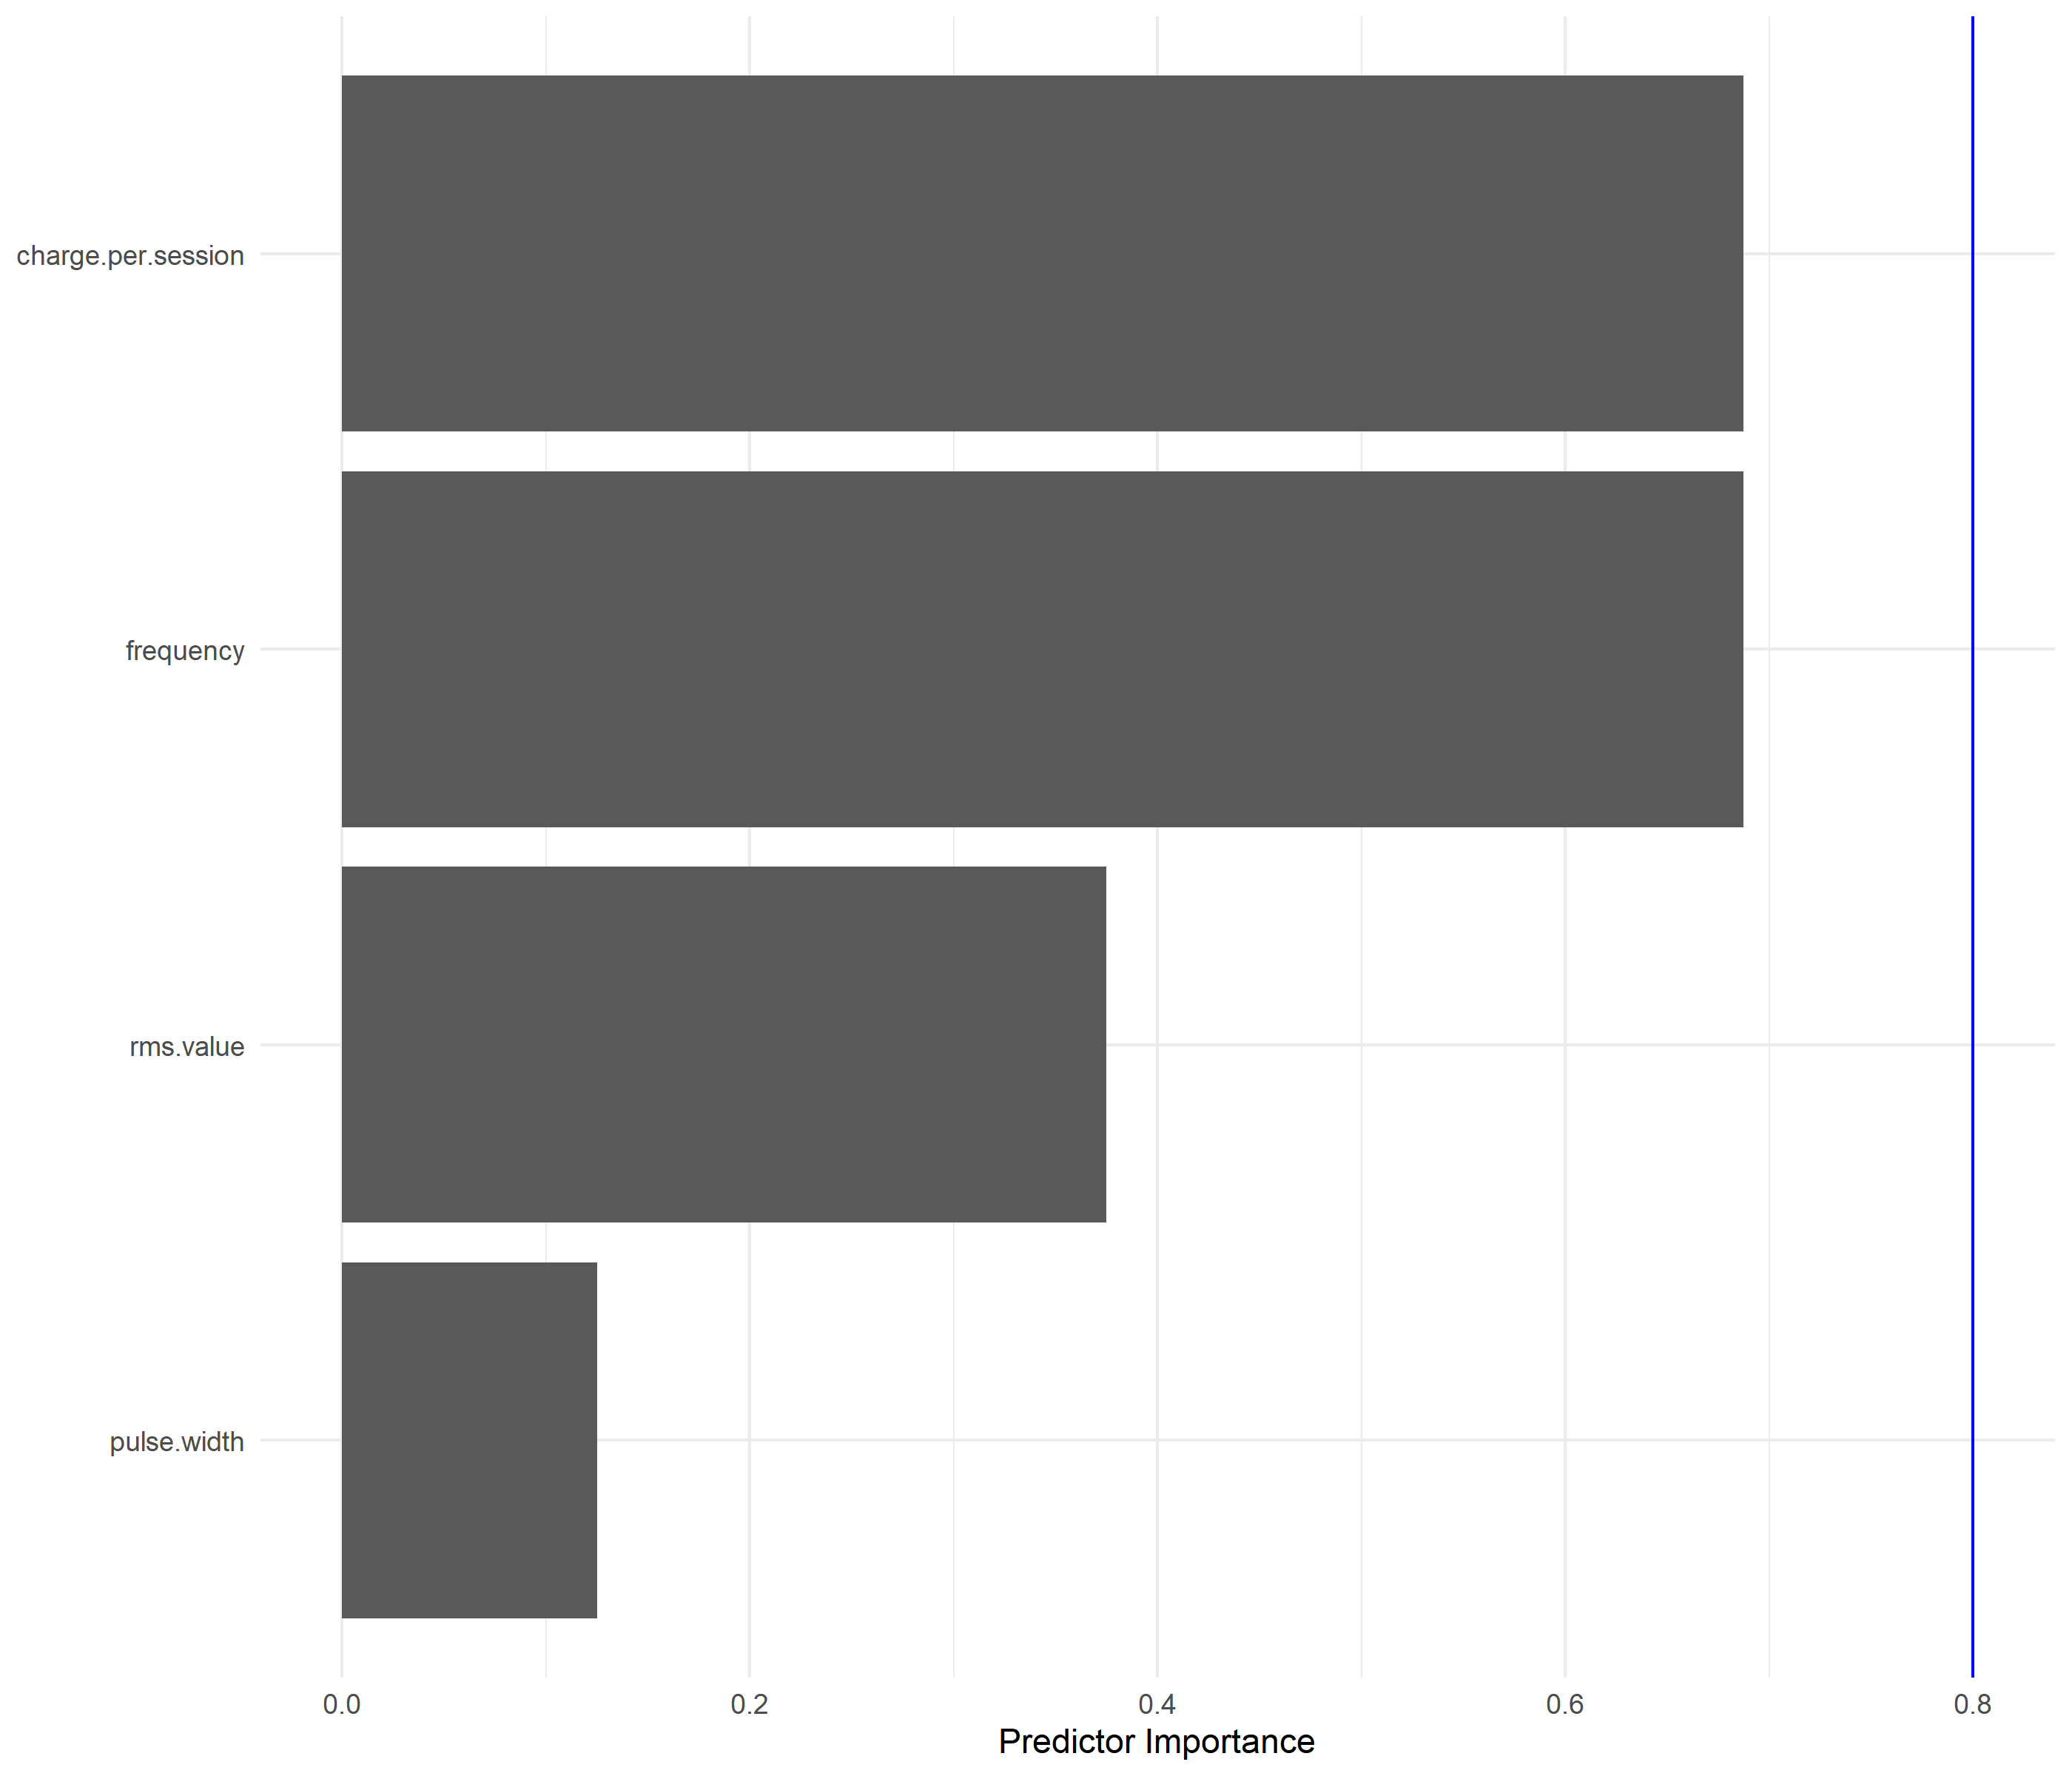 charge.per.session
frequency
rms.value
pulse.width
0.0 0.2 0.4 0.6 0.8
Predictor Importance